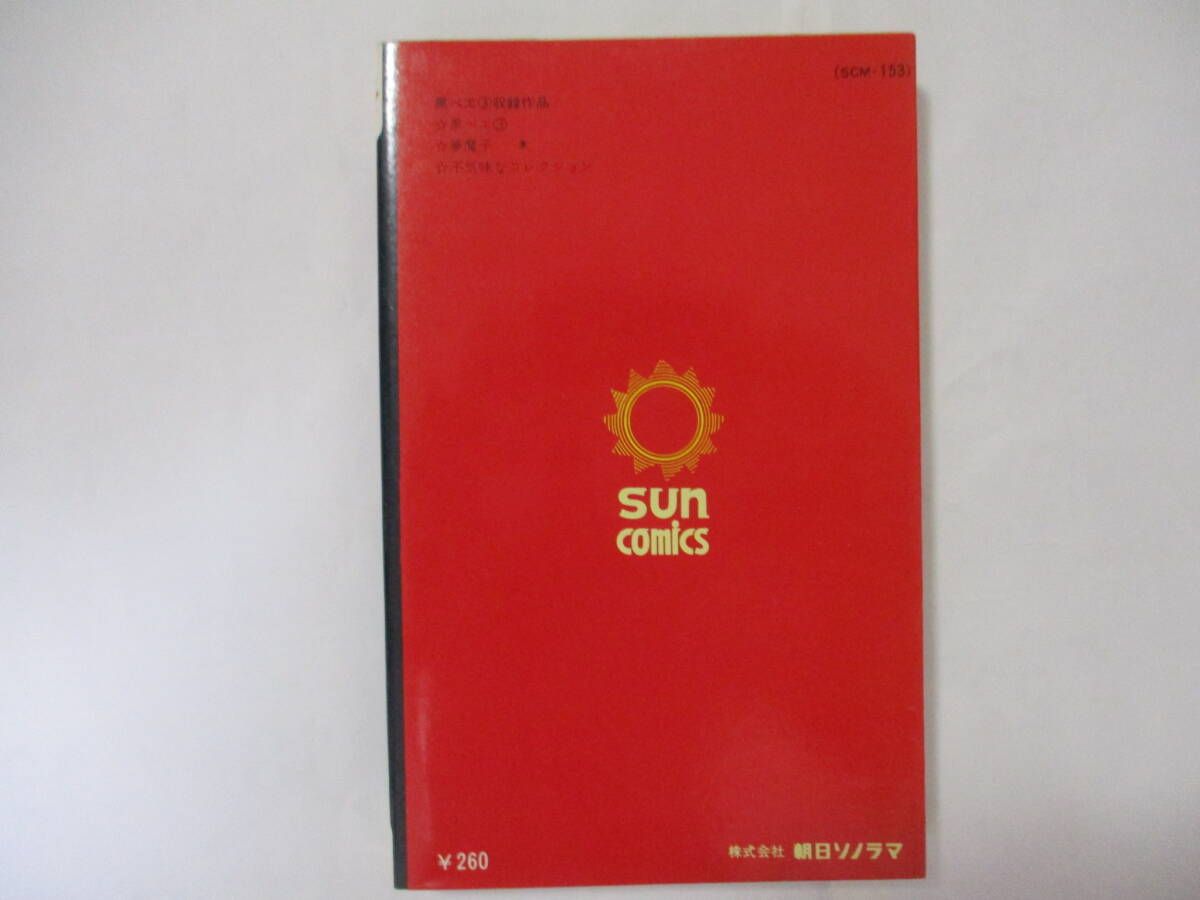 (SCM-153)
黒ベエ③収録作品
☆黒ベエ③
☆夢魔子
☆不気味なコレクション
sun
comics
¥260
株式会社 朝日ソノラマ